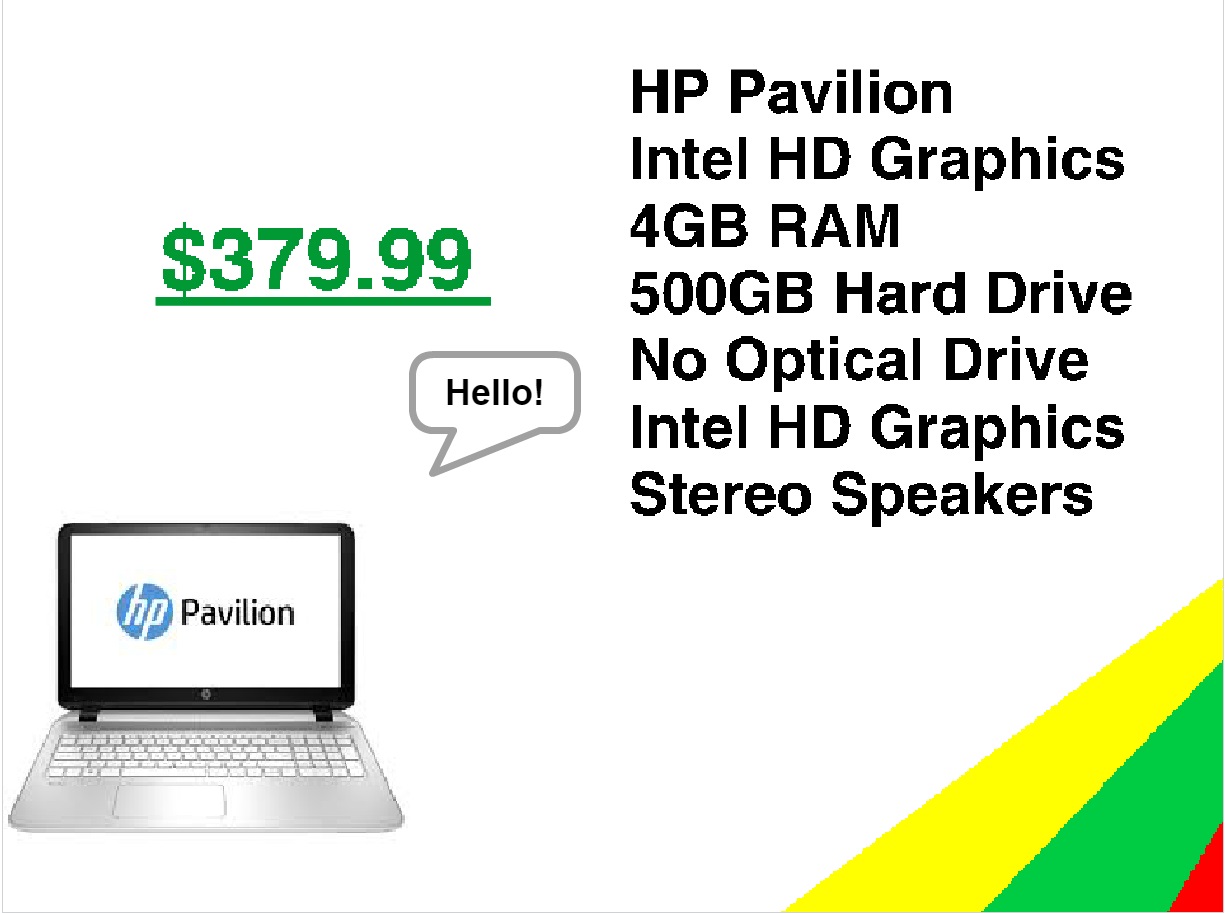 HP Pavilion
Intel HD Graphics
4GB RAM
500GB Hard Drive
No Optical Drive
Intel HD Graphics
Stereo Speakers
$379.99
Hello!
hp Pavilion